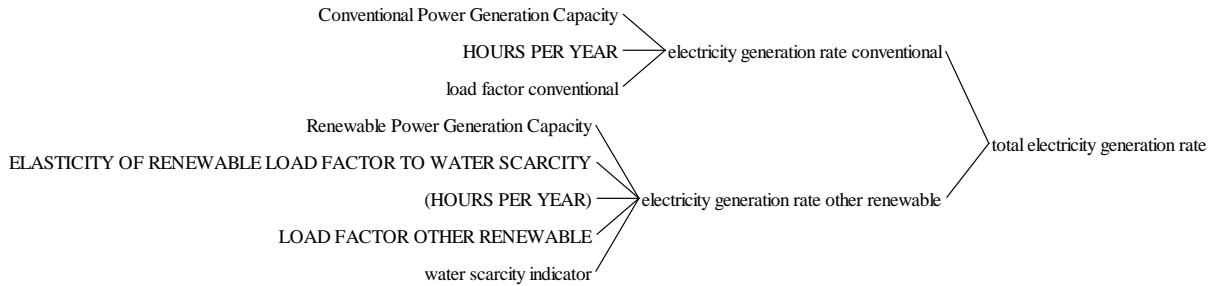 Conventional Power Generation Capacity
HOURS PER YEAR
electricity generation rate conventional
load factor conventional
Renewable Power Generation Capacity
total electricity generation rate
ELASTICITY OF RENEWABLE LOAD FACTOR TO WATER SCARCITY
(HOURS PER YEAR)
electricity generation rate other renewable
LOAD FACTOR OTHER RENEWABLE
water scarcity indicator